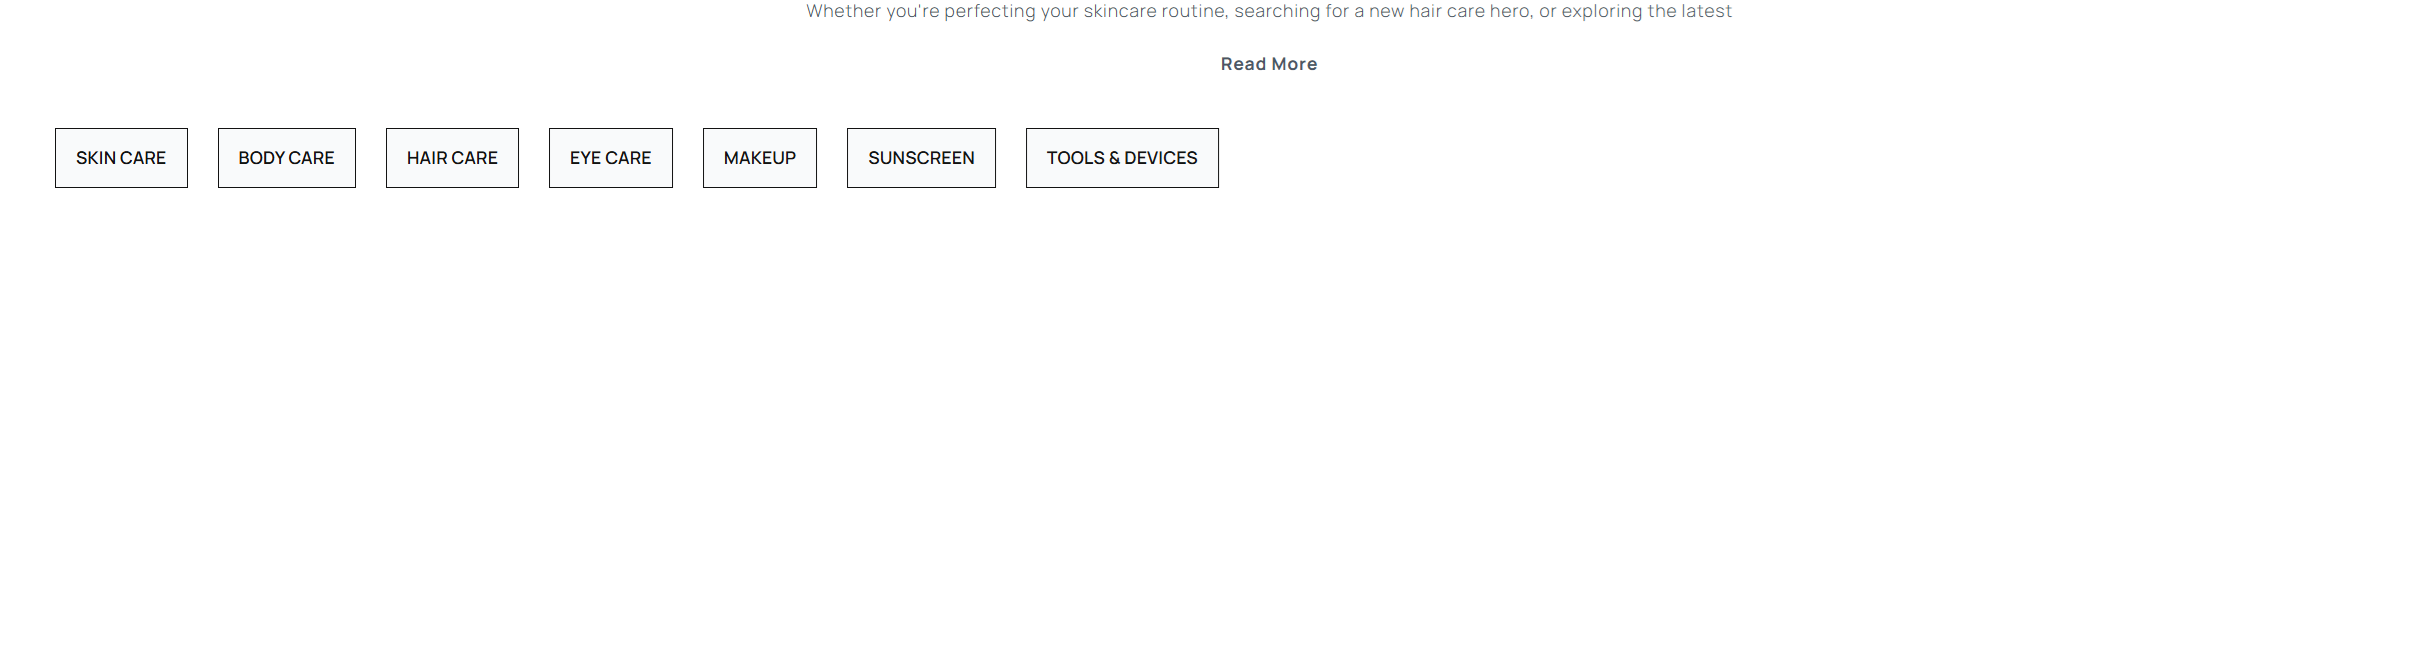 Whether you're perfecting your skincare routine, searching for a new hair care hero, or exploring the latest
Read More
SKIN CARE BODY CARE HAIR CARE EYE CARE MAKEUP SUNSCREEN TOOLS & DEVICES